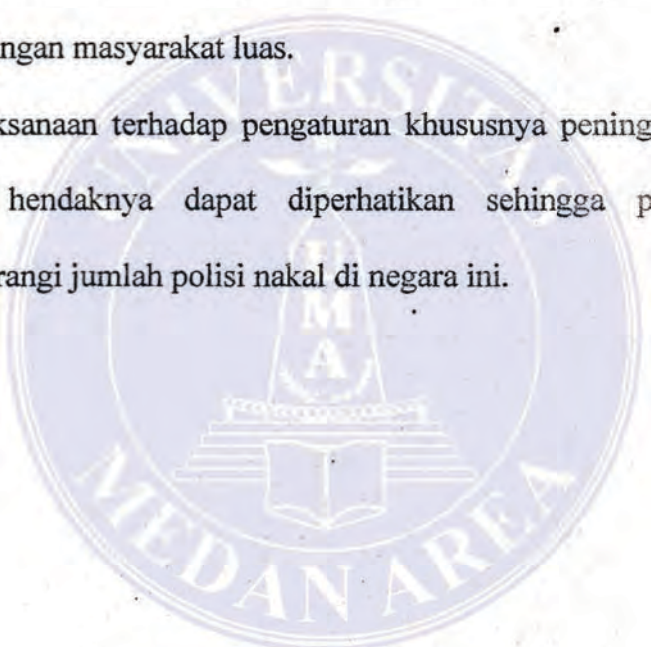 ngan masyarakat luas.
ksanaan terhadap pengaturan khususnya pening
hendaknya dapat diperhatikan sehingga p
rangi jumlah polisi nakal di negara ini.
UNIVERSITAS
U
M
A
MEDAN AREA